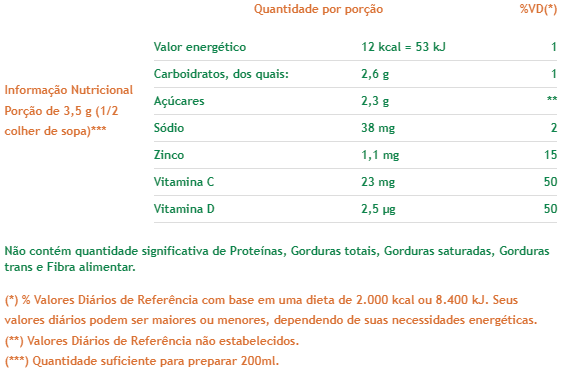 Quantidade por porção %VD(*)
Valor energético 12 kcal = 53 kJ 1
Carboidratos, dos quais: 2,6 g 1
Informação Nutricional
Porção de 3,5 g (1/2
colher de sopa)***
Açúcares 2,3 g **
Sódio 38 mg 2
Zinco 1,1 mg 15
Vitamina C 23 mg 50
Vitamina D 2,5 µg 50
Não contém quantidade significativa de Proteínas, Gorduras totais, Gorduras saturadas, Gorduras
trans e Fibra alimentar.
(*) % Valores Diários de Referência com base em uma dieta de 2.000 kcal ou 8.400 kJ. Seus
valores diários podem ser maiores ou menores, dependendo de suas necessidades energéticas.
(**) Valores Diários de Referência não estabelecidos.
(***) Quantidade suficiente para preparar 200ml.